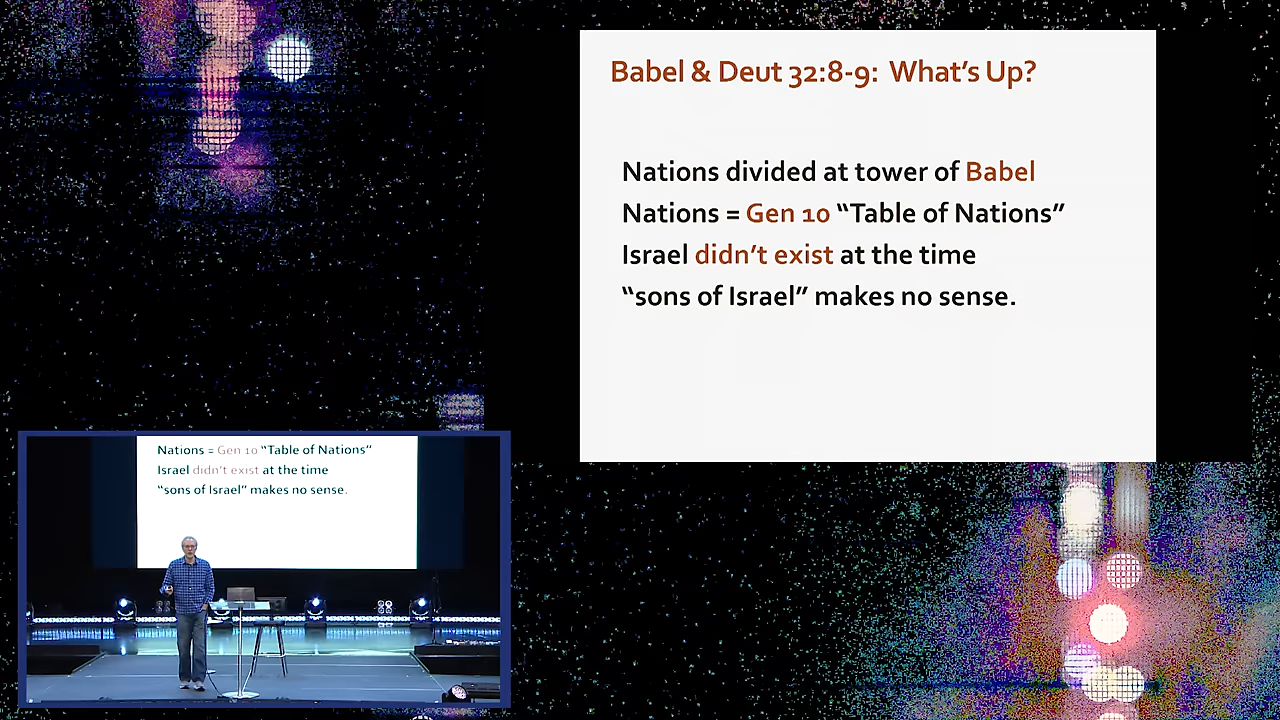 Babel & Deut 32:8-9: What's Up?
Nations divided at tower of Babel
Nations = Gen 10 “Table of Nations”
Israel didn't exist at the time
“sons of Israel” makes no sense.
Nations = Gen 10 “Table of Nations”
Israel didn't exist at the time
“sons of Israel” makes no sense.